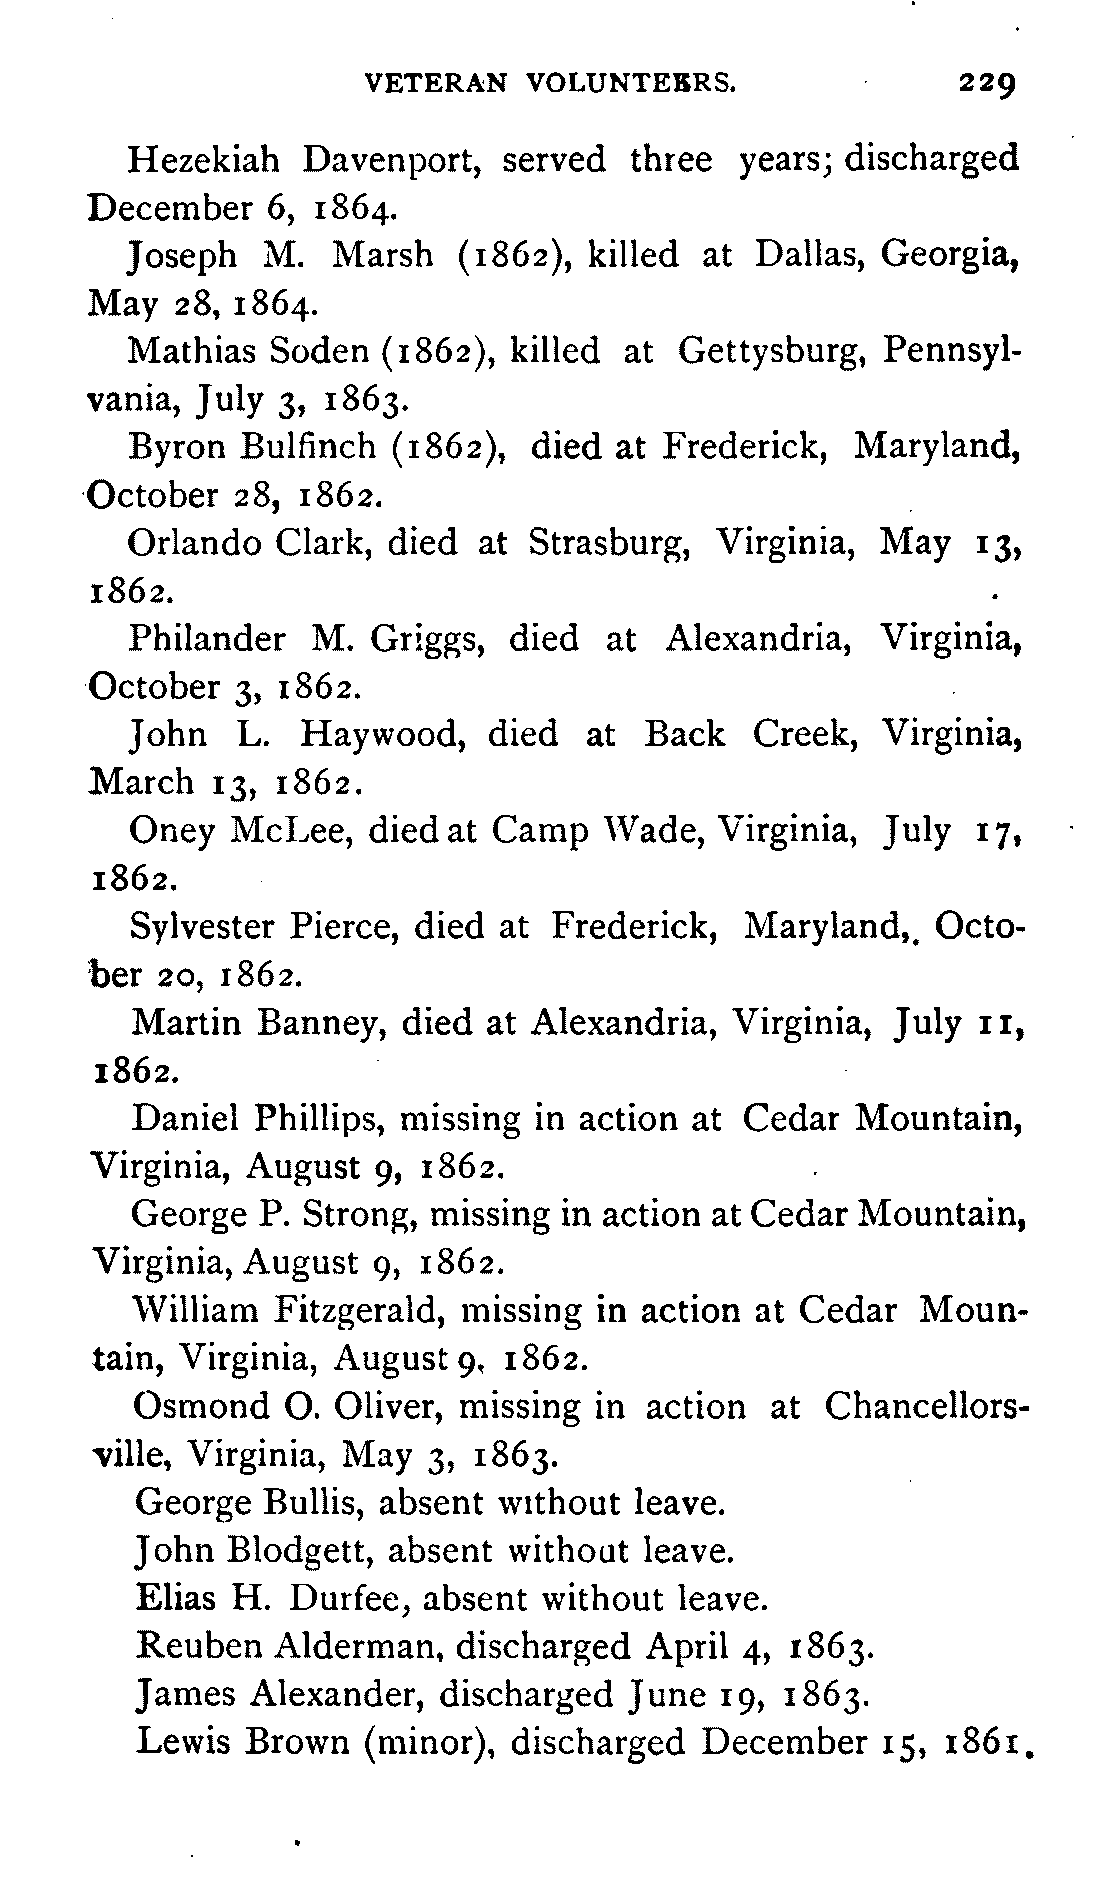 VETERAN VOLUNTEERS. 229
Hezekiah Davenport, served three years; discharged
December 6, 1864.
Joseph M. Marsh (1862), killed at Dallas, Georgia,
May 28, 1864.
Mathias Soden (1862), killed at Gettysburg, Pennsyl-
vania, July 3, 1863.
Byron Bulfinch (1862), died at Frederick, Maryland,
October 28, 1862.
Orlando Clark, died at Strasburg, Virginia, May 13,
1862.
Philander M. Griggs, died at Alexandria, Virginia,
October 3, 1862.
John L. Haywood, died at Back Creek, Virginia,
March 13, 1862.
Oney McLee, died at Camp Wade, Virginia, July 17,
1862.
Sylvester Pierce, died at Frederick, Maryland, Octo-
ber 20, 1862.
Martin Banney, died at Alexandria, Virginia, July 11,
1862.
Daniel Phillips, missing in action at Cedar Mountain,
Virginia, August 9, 1862.
George P. Strong, missing in action at Cedar Mountain,
Virginia, August 9, 1862.
William Fitzgerald, missing in action at Cedar Moun-
tain, Virginia, August 9, 1862.
Osmond O. Oliver, missing in action at Chancellors-
ville, Virginia, May 3, 1863.
George Bullis, absent without leave.
John Blodgett, absent without leave.
Elias H. Durfee, absent without leave.
Reuben Alderman, discharged April 4, 1863.
James Alexander, discharged June 19, 1863.
Lewis Brown (minor), discharged December 15, 1861.